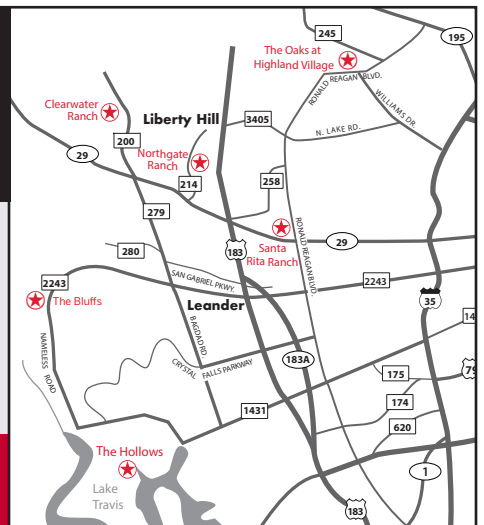 245
195
The Oaks at
Highland Village
RONALD REAGAN BLVD.
WILLIAMS DR.
Clearwater
Ranch
Liberty Hill
3405
N. LAKE RD.
200
29
Northgate
Ranch
214
258
279
RONALD REAGAN BLVD.
Santa
Rita Ranch
29
183
280
SAN GABRIEL PKWY.
2243
2243
The Bluffs
Leander
35
NAMELESS ROAD
BAGDAD RD.
CRYSTAL FALLS PARKWAY
183A
14
175
79
174
1431
620
The Hollows
Lake
Travis
1
183